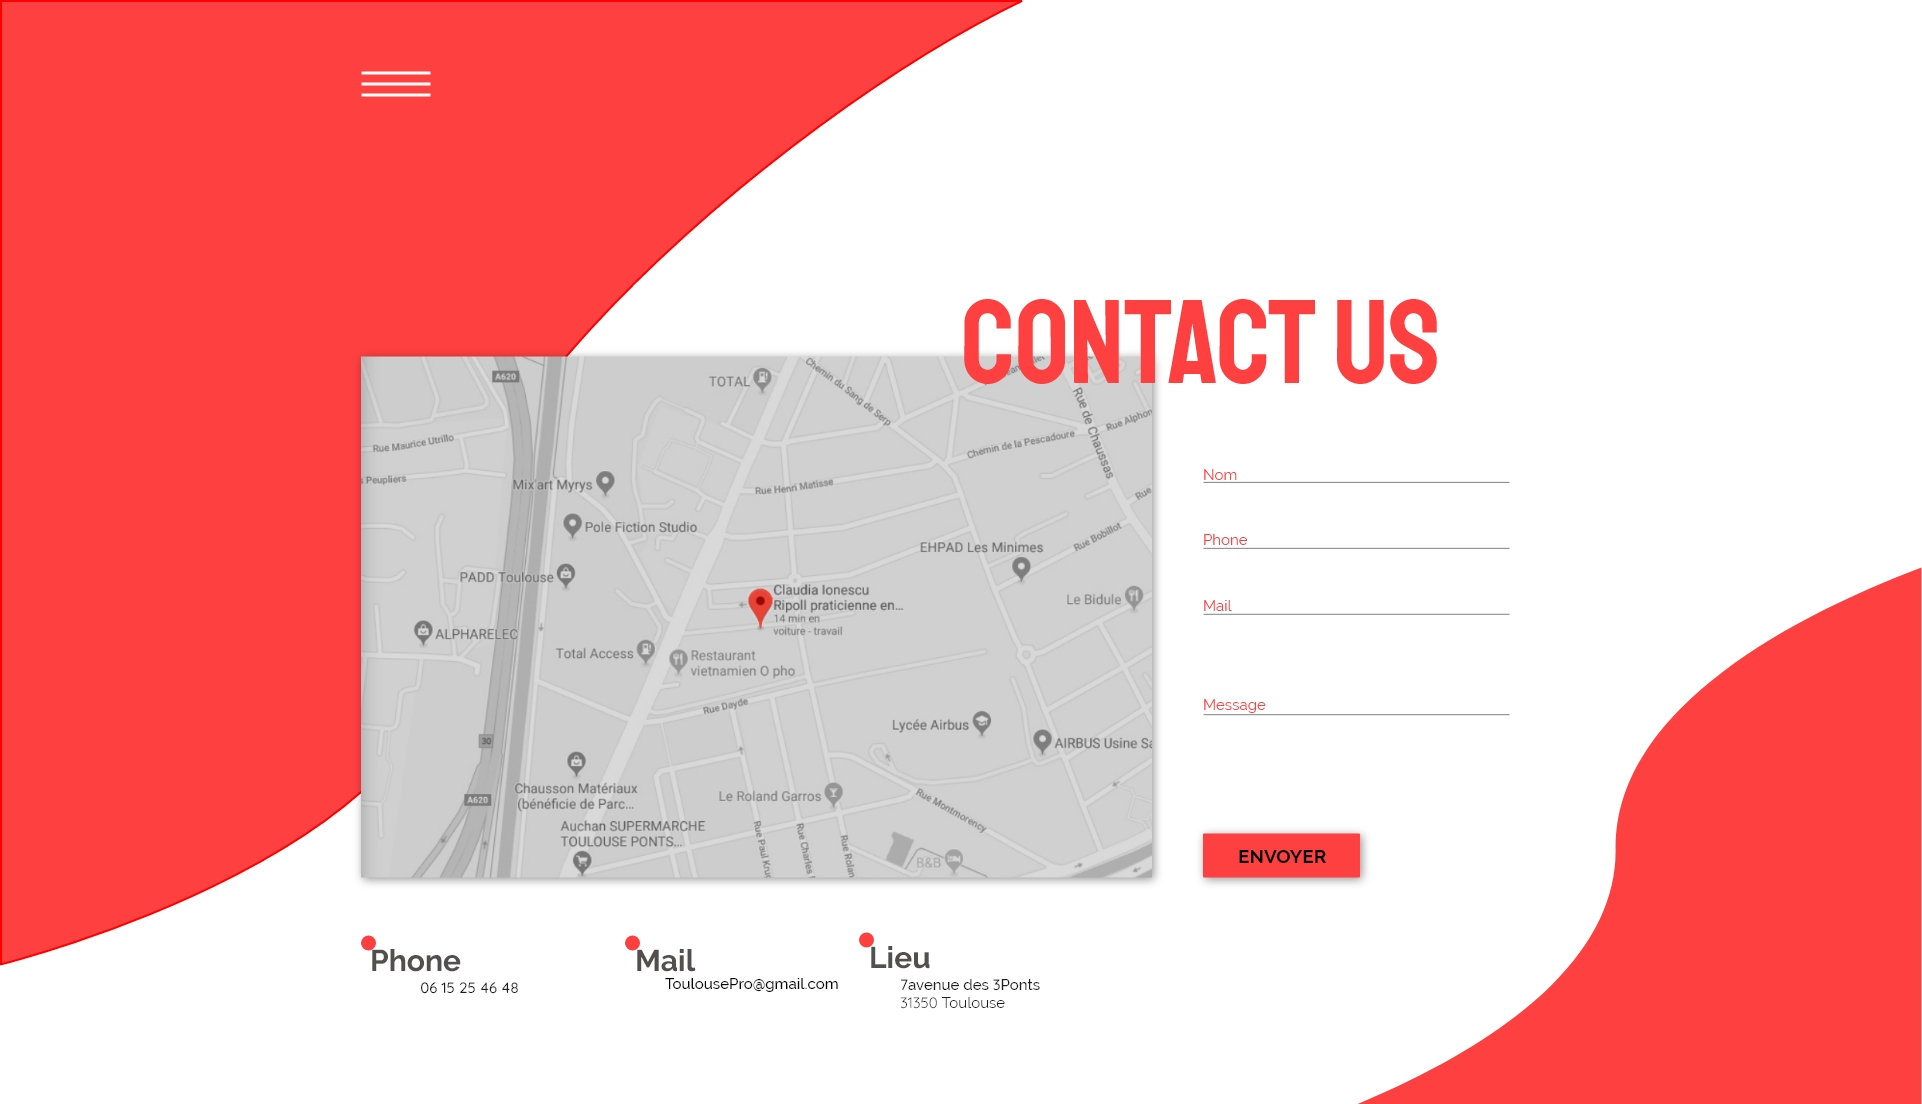 CONTACT US
A620
TOTAL
Chemin du Sang de Serp
Rue de Chaussas
Rue Alphon
Rue Maurice Utrillo
Chemin de la Pescadoure
Peupliers
Mix'art Myrys
Rue Henri Matisse
Rue
Pole Fiction Studio
Rue Bobillot
EHPAD Les Minimes
PADD Toulouse
Claudia Ionescu
Ripoll praticienne en...
14 min en
voiture - travail
Le Bidule
ALPHARELEC
Total Access
Restaurant
vietnamien O pho
Rue Dayde
Lycée Airbus
30
AIRBUS Usine Sa
Chausson Matériaux
(bénéficie de Parc...
A620
Le Roland Garros
Rue Montmorency
Auchan SUPERMARCHE
TOULOUSE PONTS...
Rue Paul Krug
Rue Charles
Rue Rolan
B&B
Nom
Phone
Mail
Message
ENVOYER
Phone
06 15 25 46 48
Mail
ToulousePro@gmail.com
Lieu
7avenue des 3Ponts
31350 Toulouse